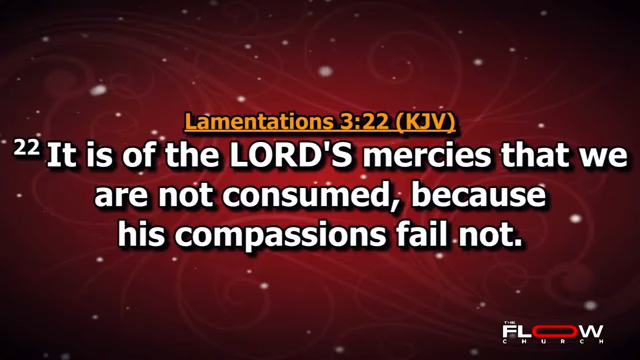 Lamentations 3:22 (KJV)
22 It is of the LORD'S mercies that we
are not consumed, because
his compassions fail not.
THE
FLOW
CHURCH